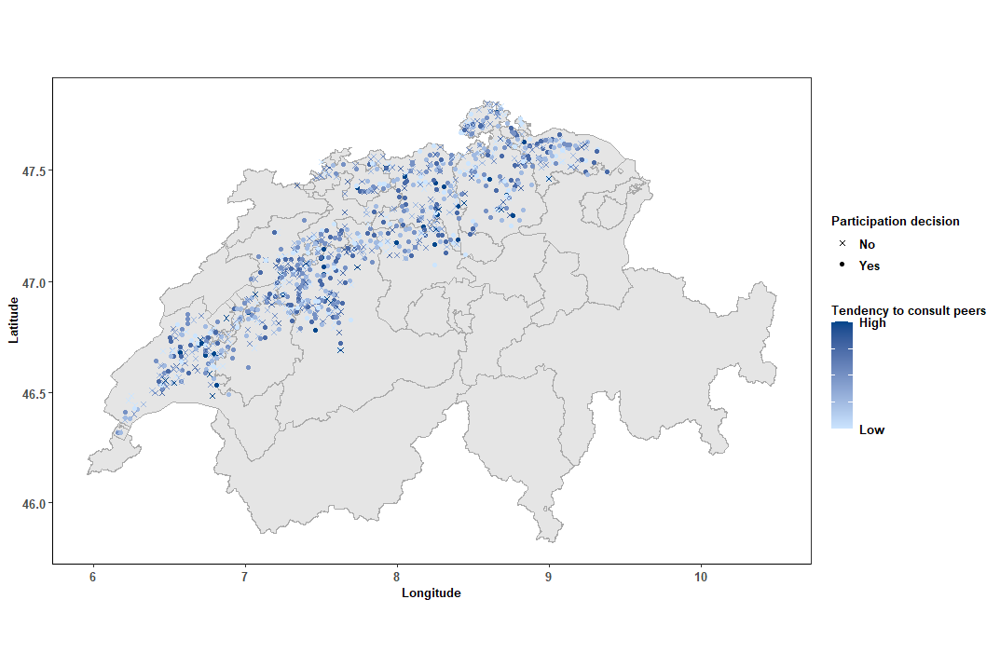 47.5
47.0
46.5
46.0
Latitude
6
7
8
9
10
Longitude
Participation decision
No
Yes
Tendency to consult peers
High
Low